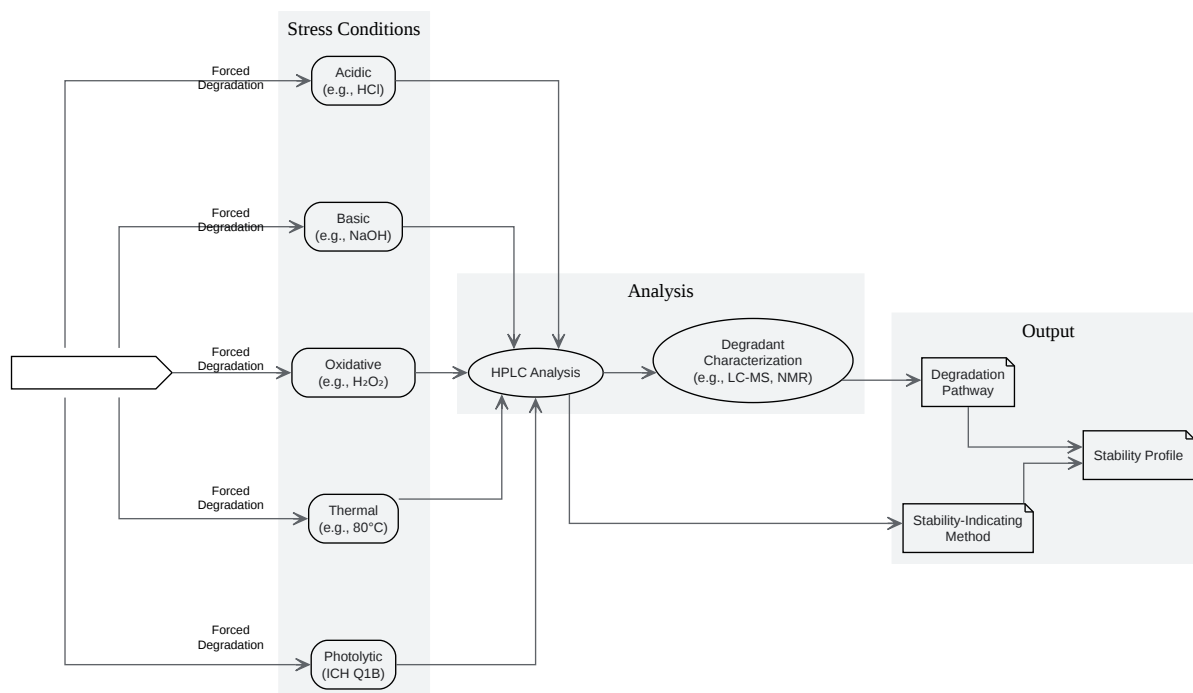 Stress Conditions
Forced
Degradation
Acidic
(e.g., HCl)
Forced
Degradation
Basic
(e.g., NaOH)
Forced
Degradation
Oxidative
(e.g., H₂O₂)
Forced
Degradation
Thermal
(e.g., 80°C)
Forced
Degradation
Photolytic
(ICH Q1B)
Analysis
HPLC Analysis
Degradant
Characterization
(e.g., LC-MS, NMR)
Output
Degradation
Pathway
Stability Profile
Stability-Indicating
Method